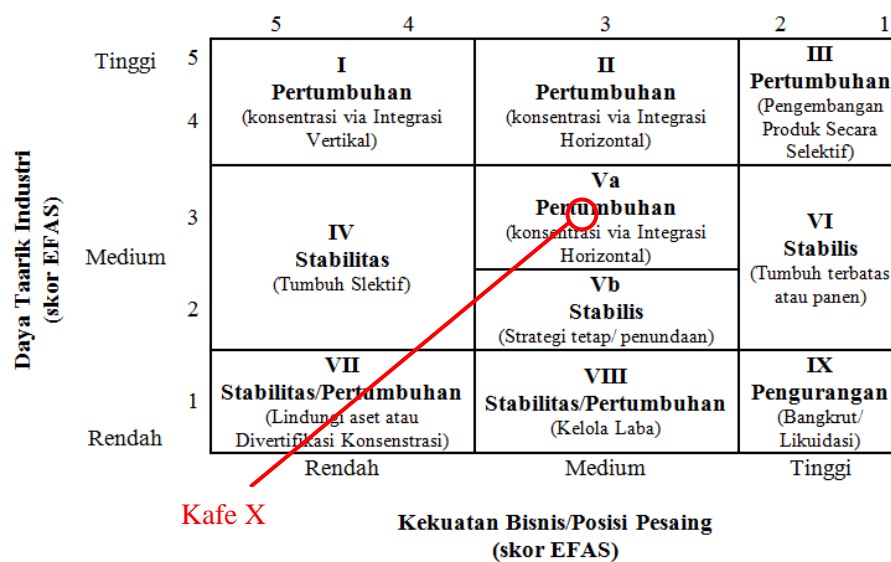 5 4 3 2 1
Tinggi 5
4
3
Medium
2
1
Rendah
Daya Taarik Industri
(skor EFAS)
I
Pertumbuhan
(konsentrasi via Integrasi
Vertikal)
II
Pertumbuhan
(konsentrasi via Integrasi
Horizontal)
III
Pertumbuhan
(Pengembangan
Produk Secara
Selektif)
IV
Stabilitas
(Tumbuh Slektif)
Va
Pertumbuhan
(konsentrasi via Integrasi
Horizontal)
Vb
Stabilis
(Strategi tetap/ penundaan)
VI
Stabilis
(Tumbuh terbatas
atau panen)
VII
Stabilitas/Pertumbuhan
(Lindungi aset atau
Divertifikasi Konsenstrasi)
VIII
Stabilitas/Pertumbuhan
(Kelola Laba)
IX
Pengurangan
(Bangkrut/
Likuidasi)
Rendah Medium Tinggi
Kafe X
Kekuatan Bisnis/Posisi Pesaing
(skor EFAS)